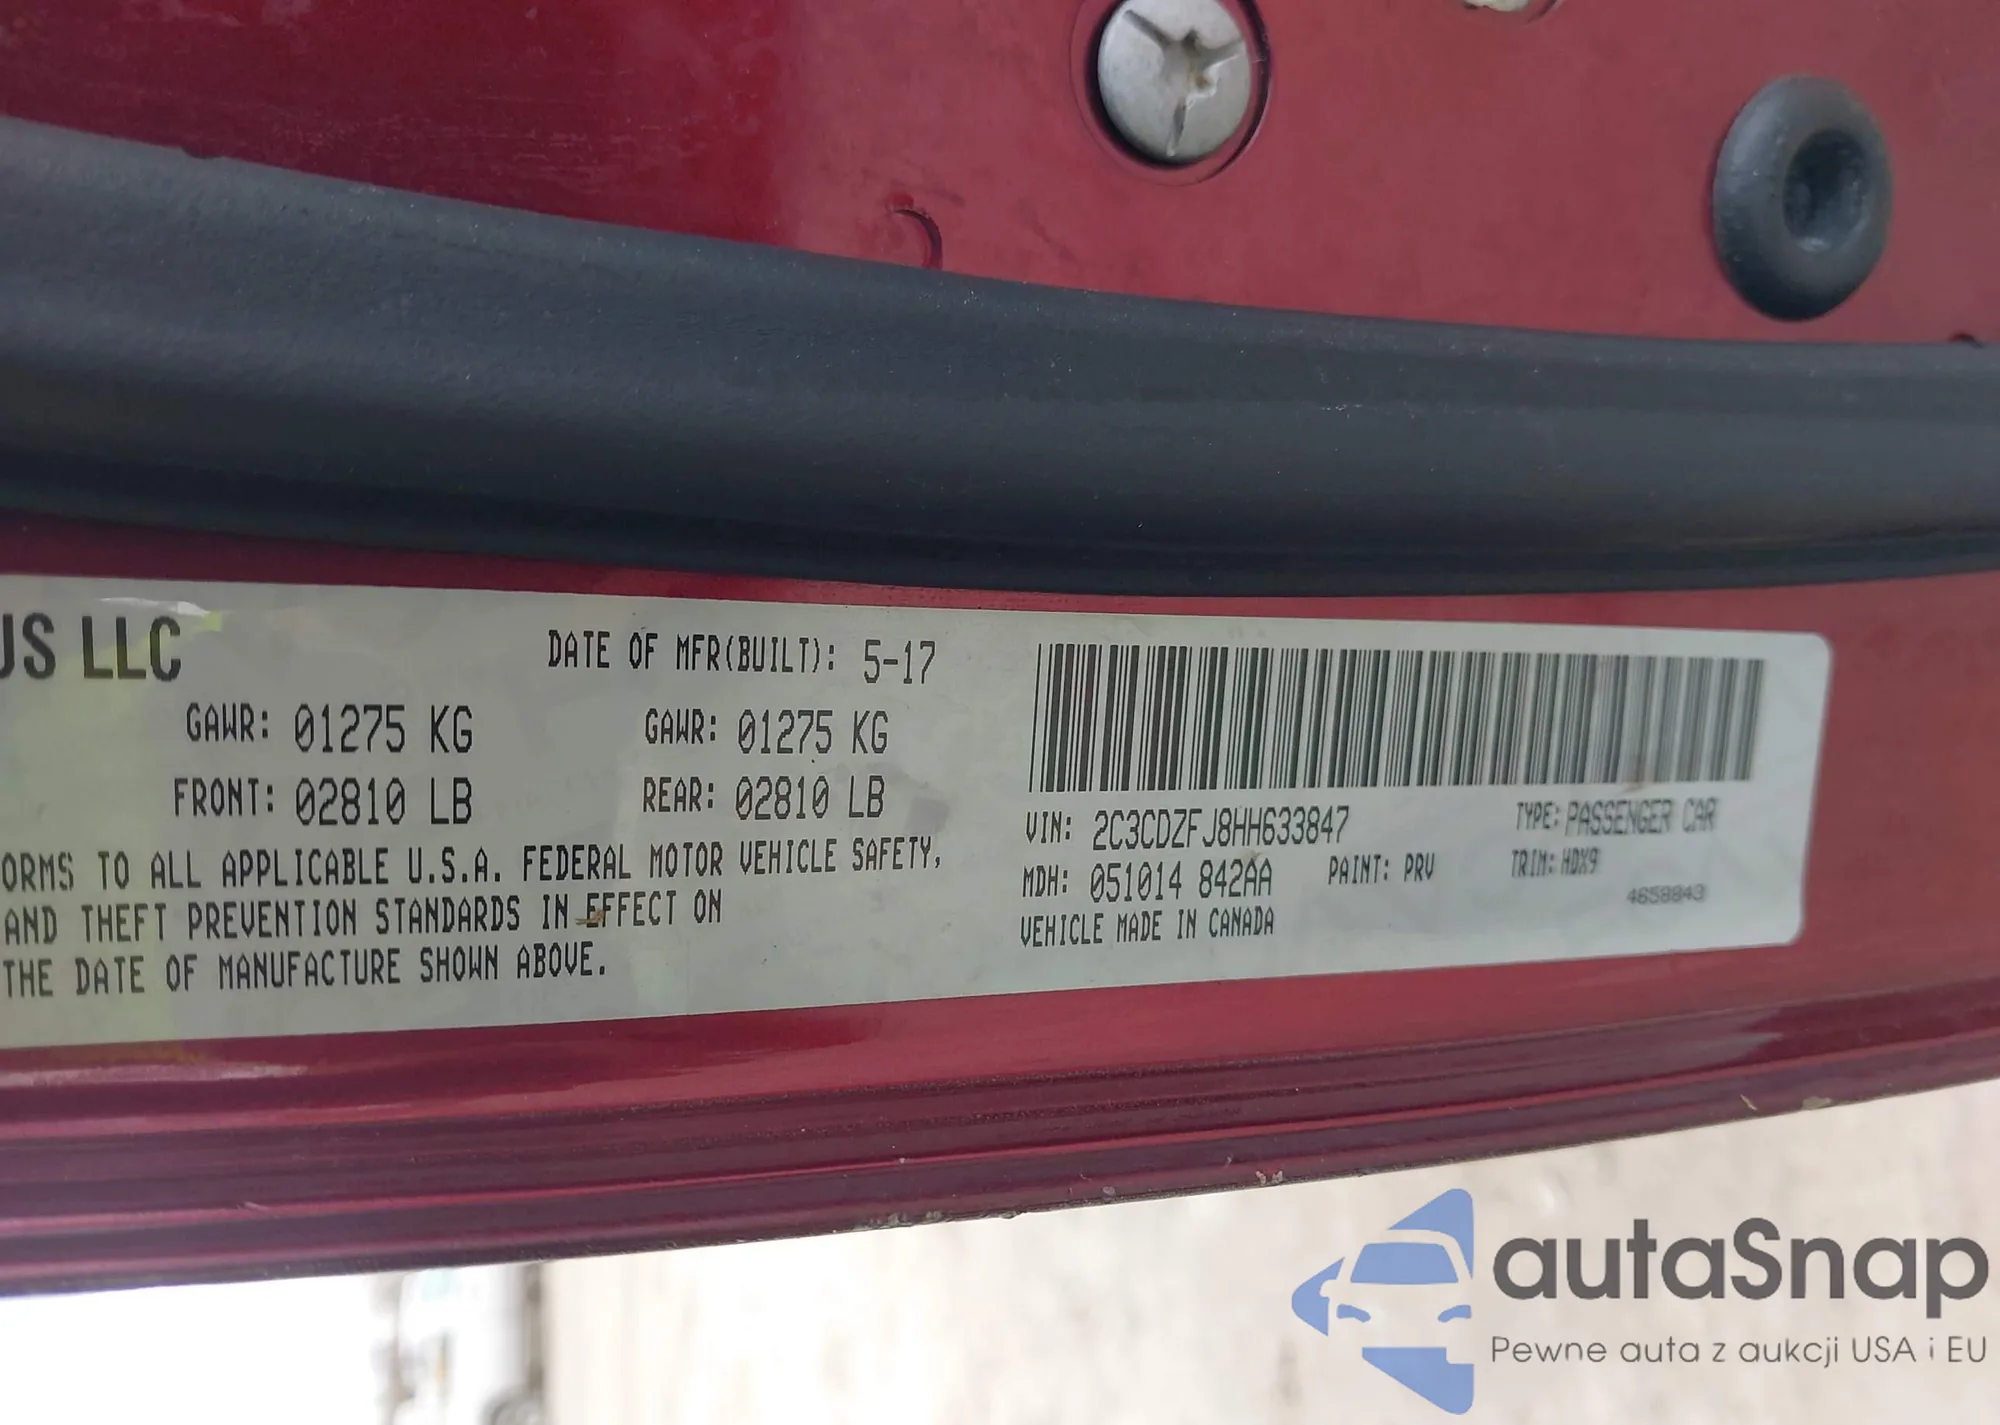 US LLC
DATE OF MFR(BUILT): 5-17
GAWR: 01275 KG
GAWR: 01275 KG
FRONT: 02810 LB
REAR: 02810 LB
ORMS TO ALL APPLICABLE U.S.A. FEDERAL MOTOR VEHICLE SAFETY,
AND THEFT PREVENTION STANDARDS IN EFFECT ON
THE DATE OF MANUFACTURE SHOWN ABOVE.
VIN: 2C3CDZFJ8HH633847
TYPE: PASSENGER CAR
MDH: 051014 842AA
PAINT: PRV
TRIM: HDX9
VEHICLE MADE IN CANADA
4658843
autaSnap
Pewne auta z aukcji USA i EU